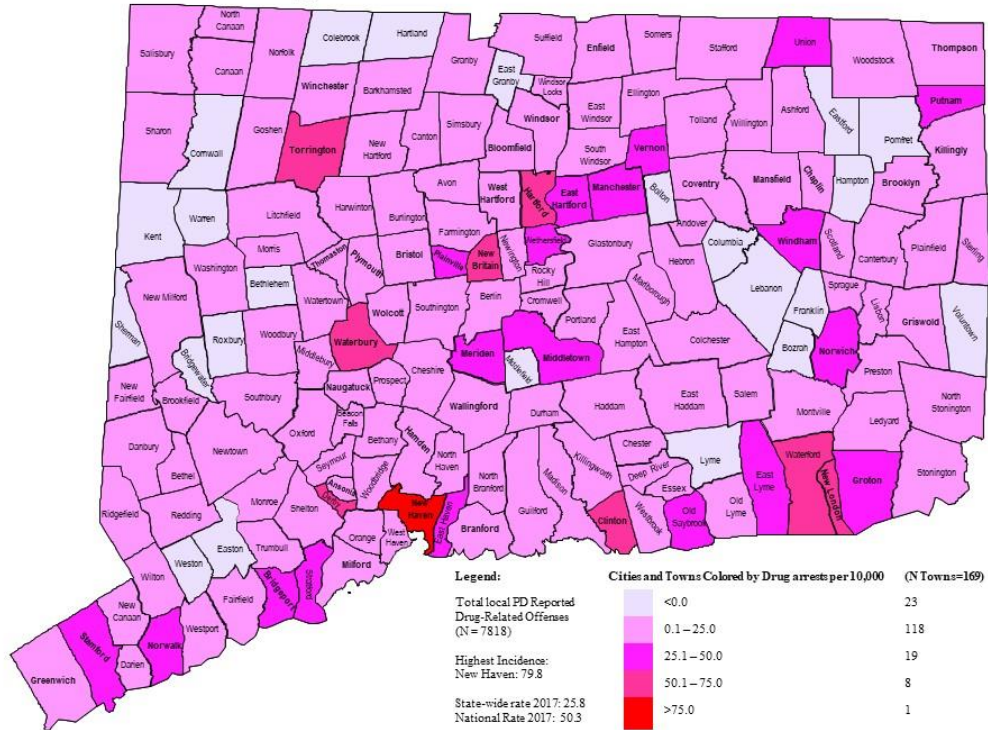 North
Canaan
Salisbury
Canaan
Norfolk
Colebrook
Hartland
Granby
Suffield
East
Granby
Windsor
Locks
Enfield
Somers
Stafford
Union
Woodstock
Thompson
Putnam
Winchester
Barkhamsted
Simsbury
Canton
Windsor
East
Windsor
Ellington
Tolland
Willington
Ashford
Eastford
Pomfret
Killingly
Sharon
Cornwall
Goshen
Torrington
New
Hartford
Bloomfield
South
Windsor
Vernon
Coventry
Mansfield
Chaplin
Hampton
Brooklyn
Avon
West
Hartford
Hartford
East
Hartford
Manchester
Bolton
Andover
Kent
Warren
Litchfield
Harwinton
Burlington
Farmington
Wethersfield
Newington
Glastonbury
Hebron
Columbia
Windham
Scotland
Canterbury
Plainfield
Sterling
Washington
Morris
Thomaston
Plymouth
Bristol
Plainville
New
Britain
Rocky
Hill
New Milford
Bethlehem
Watertown
Wolcott
Southington
Berlin
Cromwell
Portland
Marlborough
Lebanon
Franklin
Sprague
Lisbon
Griswold
Voluntown
Sherman
Bridgewater
Roxbury
Woodbury
Waterbury
Middlebury
Meriden
Middlefield
Middletown
East
Hampton
Colchester
Bozrah
Norwich
Preston
New
Fairfield
Brookfield
Southbury
Naugatuck
Prospect
Cheshire
Wallingford
Durham
Haddam
East
Haddam
Salem
Montville
Ledyard
North
Stonington
Danbury
Bethel
Newtown
Oxford
Beacon
Falls
Bethany
Hamden
North
Haven
North
Branford
Killingworth
Chester
Deep River
Essex
Lyme
Waterford
Stonington
Seymour
Ansonia
Derby
Woodbridge
New
Haven
East Haven
Branford
Guilford
Madison
Clinton
Westbrook
Old
Saybrook
Old
Lyme
East
Lyme
New London
Groton
Ridgefield
Redding
Monroe
Shelton
Orange
West
Haven
Milford
Weston
Easton
Trumbull
Stratford
Bridgeport
Fairfield
Wilton
New
Canaan
Westport
Norwalk
Darien
Stamford
Greenwich
Legend:
Cities and Towns Colored by Drug arrests per 10,000
(N Towns=169)
Total local PD Reported
Drug-Related Offenses
(N = 7818)
Highest Incidence:
New Haven: 79.8
State-wide rate 2017: 25.8
National Rate 2017: 50.3
<0.0 23
0.1 – 25.0 118
25.1 – 50.0 19
50.1 – 75.0 8
>75.0 1